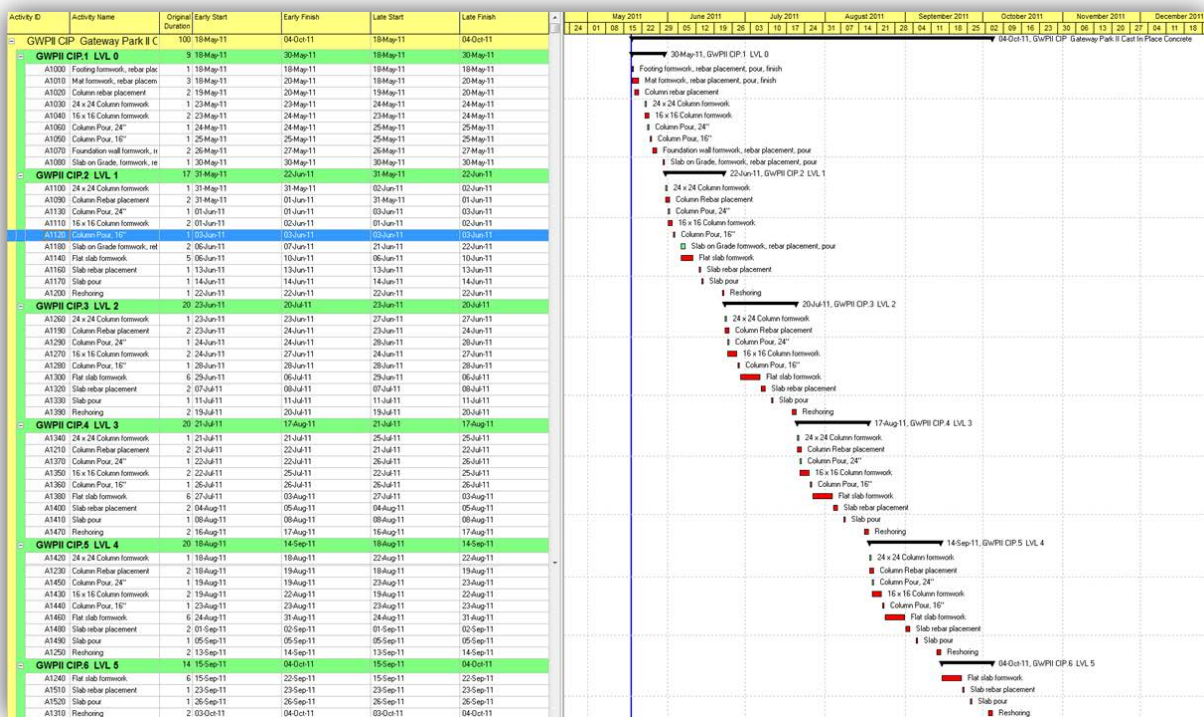 Activity ID Activity Name Original Duration Early Start Early Finish Late Start Late Finish
May 2011 June 2011 July 2011 August 2011 September 2011 October 2011 November 2011 December 2011
24 01 08 15 22 29 05 12 19 26 03 10 17 24 31 07 14 21 28 04 11 18 25 02 09 16 23 30 06 13 20 27 04 11 18
GWPII CIP Gateway Park II C 100 18-May-11 04-Oct-11 18-May-11 04-Oct-11 04-Oct-11, GWPII CIP Gateway Park II Cast In Place Concrete
GWPII CIP.1 LVL 0 9 18-May-11 30-May-11 18-May-11 30-May-11 30-May-11, GWPII CIP.1 LVL 0
A1000 Footing formwork, rebar plac 1 18-May-11 18-May-11 18-May-11 18-May-11 Footing formwork, rebar placement, pour, finish
A1010 Mat formwork, rebar placem 3 18-May-11 20-May-11 18-May-11 20-May-11 Mat formwork, rebar placement, pour, finish
A1020 Column rebar placement 2 19-May-11 20-May-11 19-May-11 20-May-11 Column rebar placement
A1030 24 x 24 Column formwork 1 23-May-11 23-May-11 24-May-11 24-May-11 24 x 24 Column formwork
A1040 16 x 16 Column formwork 2 23-May-11 24-May-11 23-May-11 24-May-11 16 x 16 Column formwork
A1060 Column Pour, 24" 1 24-May-11 24-May-11 25-May-11 25-May-11 Column Pour, 24"
A1050 Column Pour, 16" 1 25-May-11 25-May-11 25-May-11 25-May-11 Column Pour, 16"
A1070 Foundation wall formwork, re 2 26-May-11 27-May-11 26-May-11 27-May-11 Foundation wall formwork, rebar placement, pour
A1080 Slab on Grade, formwork, re 1 30-May-11 30-May-11 30-May-11 30-May-11 Slab on Grade, formwork, rebar placement, pour
GWPII CIP.2 LVL 1 17 31-May-11 22-Jun-11 31-May-11 22-Jun-11 22-Jun-11, GWPII CIP.2 LVL 1
A1100 24 x 24 Column formwork 1 31-May-11 31-May-11 02-Jun-11 02-Jun-11 24 x 24 Column formwork
A1090 Column Rebar placement 2 31-May-11 01-Jun-11 31-May-11 01-Jun-11 Column Rebar placement
A1130 Column Pour, 24" 1 01-Jun-11 01-Jun-11 03-Jun-11 03-Jun-11 Column Pour, 24"
A1110 16 x 16 Column formwork 2 01-Jun-11 02-Jun-11 01-Jun-11 02-Jun-11 16 x 16 Column formwork
A1120 Column Pour, 16" 1 03-Jun-11 03-Jun-11 03-Jun-11 03-Jun-11 Column Pour, 16"
A1180 Slab on Grade formwork, ret 2 06-Jun-11 07-Jun-11 21-Jun-11 22-Jun-11 Slab on Grade formwork, rebar placement, pour
A1140 Flat slab formwork 5 06-Jun-11 10-Jun-11 06-Jun-11 10-Jun-11 Flat slab formwork
A1160 Slab rebar placement 1 13-Jun-11 13-Jun-11 13-Jun-11 13-Jun-11 Slab rebar placement
A1170 Slab pour 1 14-Jun-11 14-Jun-11 14-Jun-11 14-Jun-11 Slab pour
A1200 Reshoring 1 22-Jun-11 22-Jun-11 22-Jun-11 22-Jun-11 Reshoring
GWPII CIP.3 LVL 2 20 23-Jun-11 20-Jul-11 23-Jun-11 20-Jul-11 20-Jul-11, GWPII CIP.3 LVL 2
A1260 24 x 24 Column formwork 1 23-Jun-11 23-Jun-11 27-Jun-11 27-Jun-11 24 x 24 Column formwork
A1190 Column Rebar placement 2 23-Jun-11 24-Jun-11 23-Jun-11 24-Jun-11 Column Rebar placement
A1290 Column Pour, 24" 1 24-Jun-11 24-Jun-11 28-Jun-11 28-Jun-11 Column Pour, 24"
A1270 16 x 16 Column formwork 2 24-Jun-11 27-Jun-11 24-Jun-11 27-Jun-11 16 x 16 Column formwork
A1280 Column Pour, 16" 1 28-Jun-11 28-Jun-11 28-Jun-11 28-Jun-11 Column Pour, 16"
A1300 Flat slab formwork 6 29-Jun-11 06-Jul-11 29-Jun-11 06-Jul-11 Flat slab formwork
A1320 Slab rebar placement 2 07-Jul-11 08-Jul-11 07-Jul-11 08-Jul-11 Slab rebar placement
A1330 Slab pour 1 11-Jul-11 11-Jul-11 11-Jul-11 11-Jul-11 Slab pour
A1390 Reshoring 2 19-Jul-11 20-Jul-11 19-Jul-11 20-Jul-11 Reshoring
GWPII CIP.4 LVL 3 20 21-Jul-11 17-Aug-11 21-Jul-11 17-Aug-11 17-Aug-11, GWPII CIP.4 LVL 3
A1340 24 x 24 Column formwork 1 21-Jul-11 21-Jul-11 25-Jul-11 25-Jul-11 24 x 24 Column formwork
A1210 Column Rebar placement 2 21-Jul-11 22-Jul-11 21-Jul-11 22-Jul-11 Column Rebar placement
A1370 Column Pour, 24" 1 22-Jul-11 22-Jul-11 26-Jul-11 26-Jul-11 Column Pour, 24"
A1350 16 x 16 Column formwork 2 22-Jul-11 25-Jul-11 22-Jul-11 25-Jul-11 16 x 16 Column formwork
A1360 Column Pour, 16" 1 26-Jul-11 26-Jul-11 26-Jul-11 26-Jul-11 Column Pour, 16"
A1380 Flat slab formwork 6 27-Jul-11 03-Aug-11 27-Jul-11 03-Aug-11 Flat slab formwork
A1400 Slab rebar placement 2 04-Aug-11 05-Aug-11 04-Aug-11 05-Aug-11 Slab rebar placement
A1410 Slab pour 1 08-Aug-11 08-Aug-11 08-Aug-11 08-Aug-11 Slab pour
A1470 Reshoring 2 16-Aug-11 17-Aug-11 16-Aug-11 17-Aug-11 Reshoring
GWPII CIP.5 LVL 4 20 18-Aug-11 14-Sep-11 18-Aug-11 14-Sep-11 14-Sep-11, GWPII CIP.5 LVL 4
A1420 24 x 24 Column formwork 1 18-Aug-11 18-Aug-11 22-Aug-11 22-Aug-11 24 x 24 Column formwork
A1230 Column Rebar placement 2 18-Aug-11 19-Aug-11 18-Aug-11 19-Aug-11 Column Rebar placement
A1450 Column Pour, 24" 1 19-Aug-11 19-Aug-11 23-Aug-11 23-Aug-11 Column Pour, 24"
A1430 16 x 16 Column formwork 2 19-Aug-11 22-Aug-11 19-Aug-11 22-Aug-11 16 x 16 Column formwork
A1440 Column Pour, 16" 1 23-Aug-11 23-Aug-11 23-Aug-11 23-Aug-11 Column Pour, 16"
A1460 Flat slab formwork 6 24-Aug-11 31-Aug-11 24-Aug-11 31-Aug-11 Flat slab formwork
A1480 Slab rebar placement 2 01-Sep-11 02-Sep-11 01-Sep-11 02-Sep-11 Slab rebar placement
A1490 Slab pour 1 05-Sep-11 05-Sep-11 05-Sep-11 05-Sep-11 Slab pour
A1250 Reshoring 2 13-Sep-11 14-Sep-11 13-Sep-11 14-Sep-11 Reshoring
GWPII CIP.6 LVL 5 14 15-Sep-11 04-Oct-11 15-Sep-11 04-Oct-11 04-Oct-11, GWPII CIP.6 LVL 5
A1240 Flat slab formwork 6 15-Sep-11 22-Sep-11 15-Sep-11 22-Sep-11 Flat slab formwork
A1510 Slab rebar placement 1 23-Sep-11 23-Sep-11 23-Sep-11 23-Sep-11 Slab rebar placement
A1520 Slab pour 1 26-Sep-11 26-Sep-11 26-Sep-11 26-Sep-11 Slab pour
A1310 Reshoring 2 03-Oct-11 04-Oct-11 03-Oct-11 04-Oct-11 Reshoring